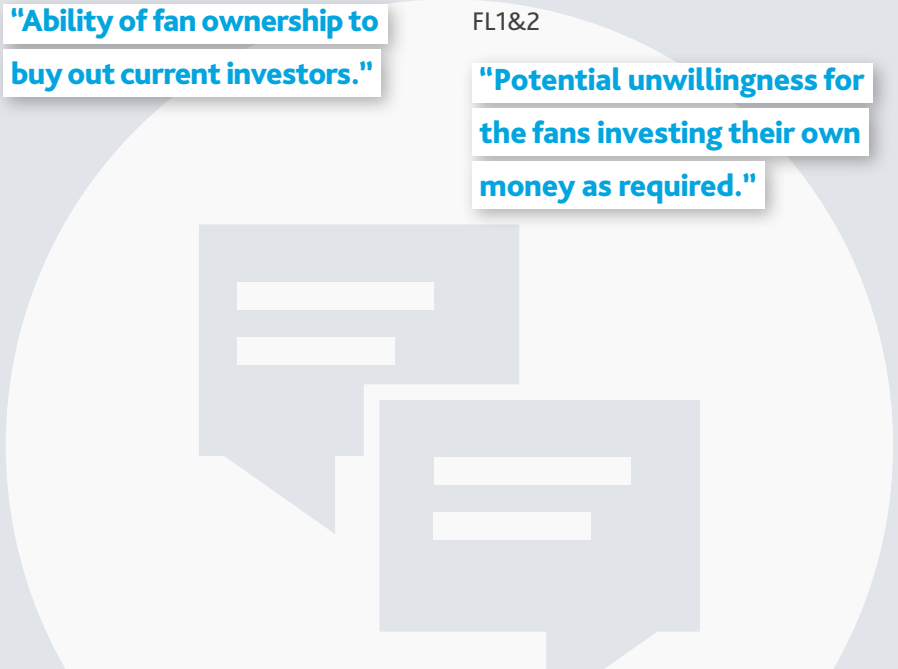 “Ability of fan ownership to
buy out current investors.”
FL1&2
“Potential unwillingness for
the fans investing their own
money as required.”